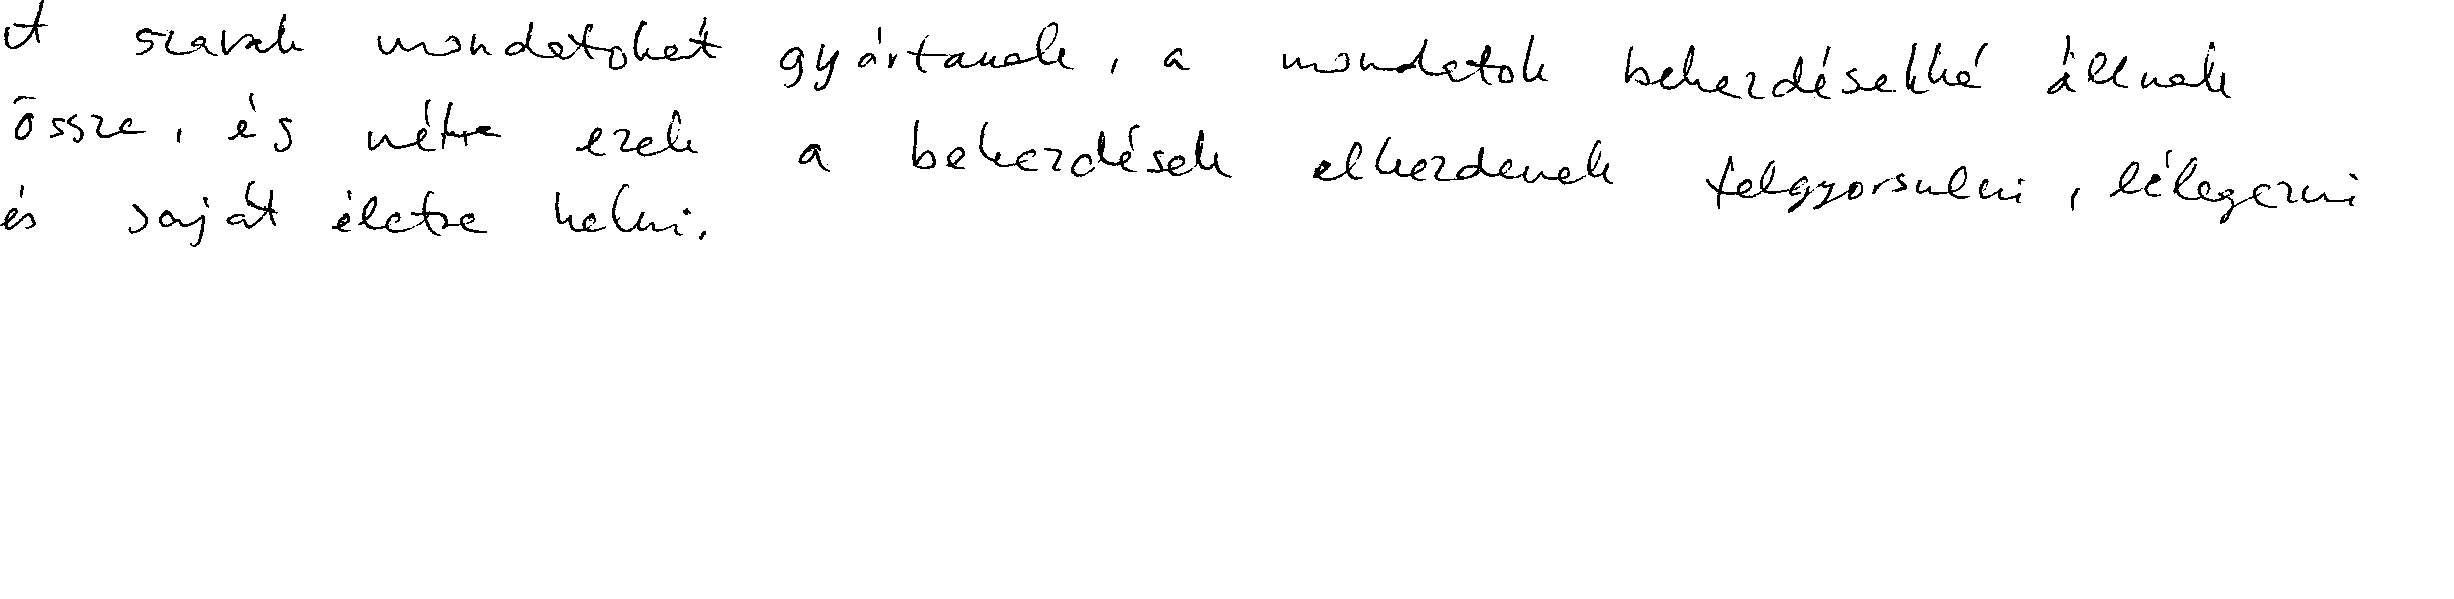 A szavak mondatokat gyártanak, a mondatok bekezdésekké állnak
össze, és néha ezek a bekezdések elkezdenek felgyorsulni, lélegezni
és saját életre kelni.